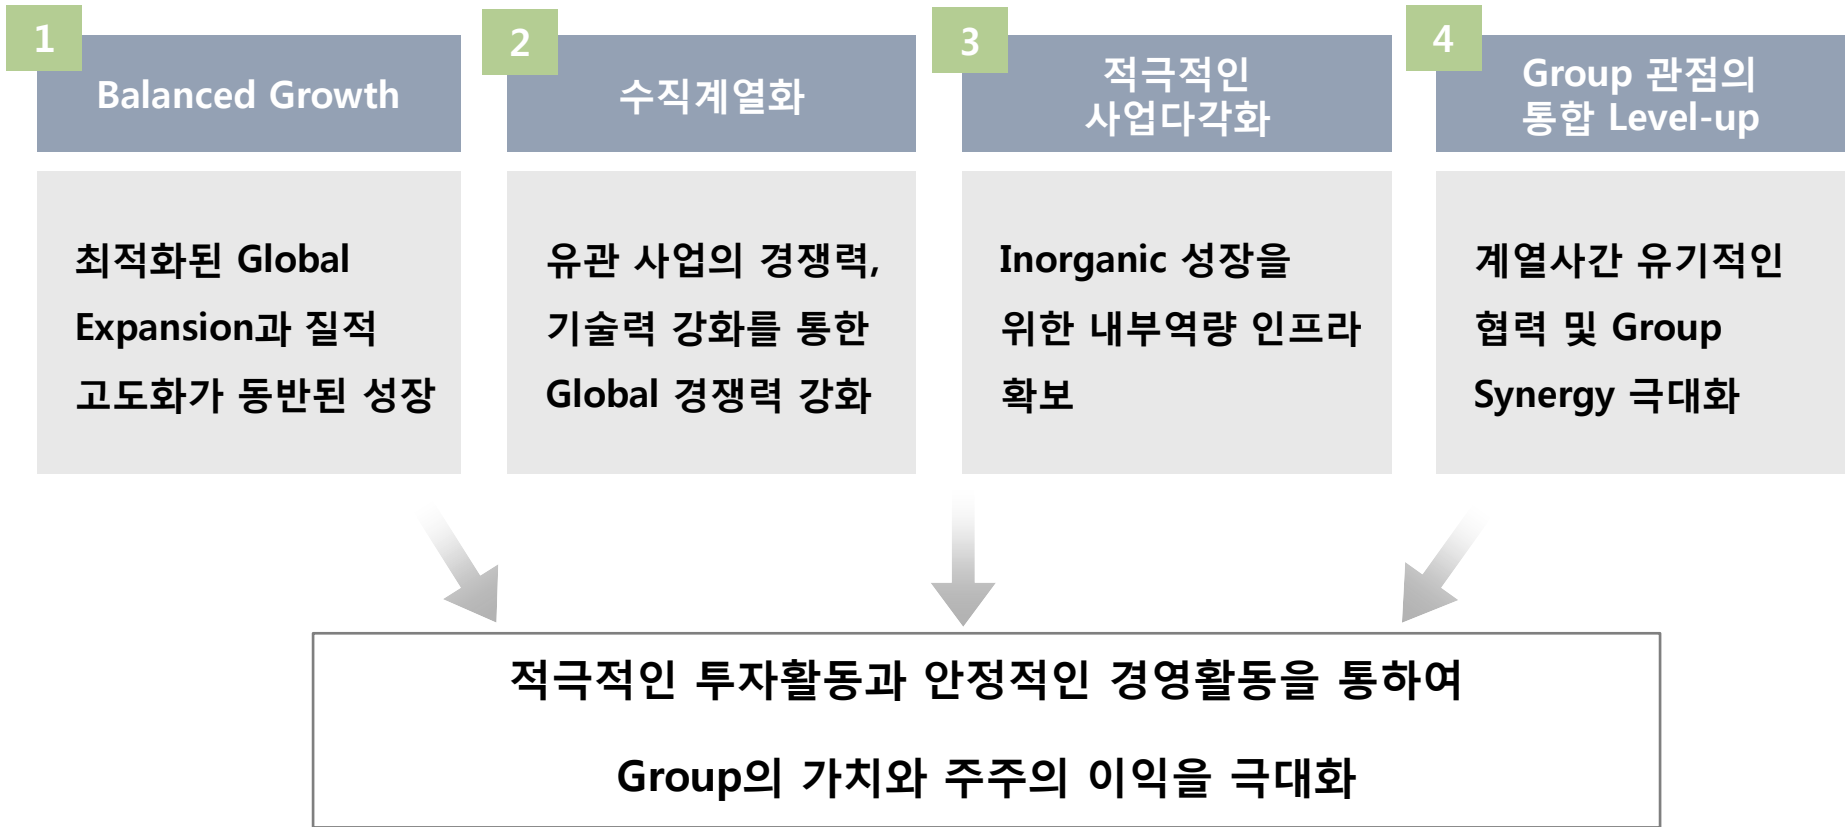 1
Balanced Growth
최적화된 Global
Expansion과 질적
고도화가 동반된 성장
2
수직계열화
유관 사업의 경쟁력,
기술력 강화를 통한
Global 경쟁력 강화
3
적극적인
사업다각화
Inorganic 성장을
위한 내부역량 인프라
확보
4
Group 관점의
통합 Level-up
계열사간 유기적인
협력 및 Group
Synergy 극대화
적극적인 투자활동과 안정적인 경영활동을 통하여
Group의 가치와 주주의 이익을 극대화